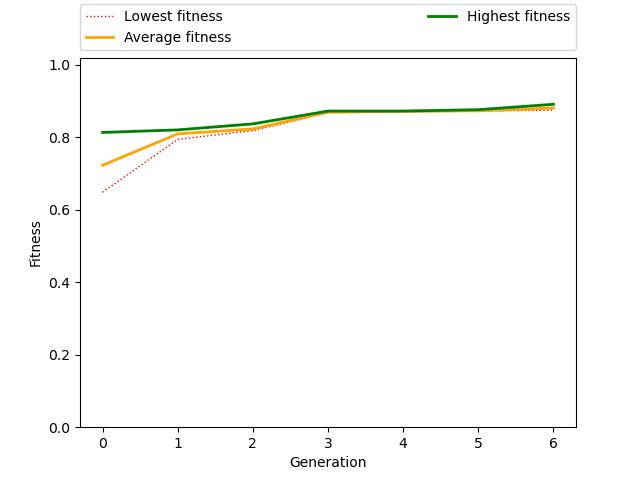 Lowest fitness
Average fitness
Highest fitness
1.0
0.8
0.6
0.4
0.2
0.0
Fitness
0 1 2 3 4 5 6
Generation